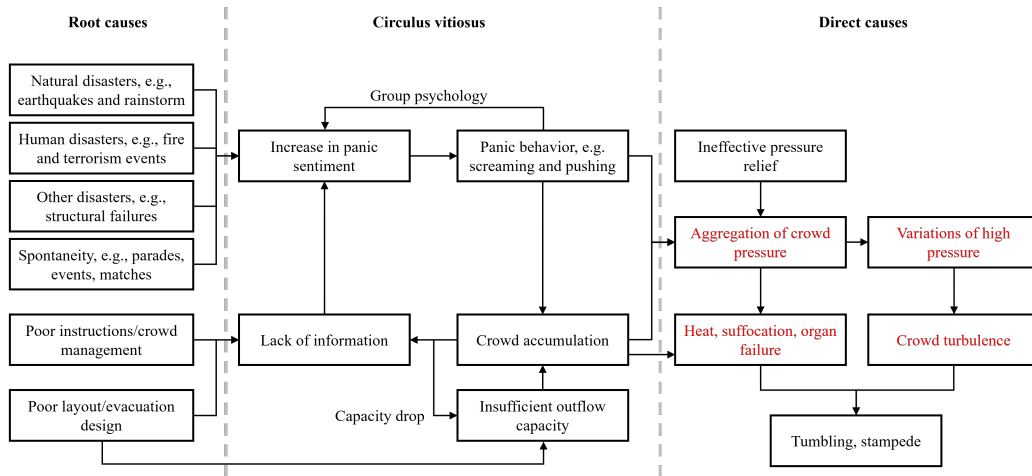 Root causes
Circulus vitiosus
Direct causes
Natural disasters, e.g.,
earthquakes and rainstorm
Human disasters, e.g., fire
and terrorism events
Other disasters, e.g.,
structural failures
Spontaneity, e.g., parades,
events, matches
Poor instructions/crowd
management
Poor layout/evacuation
design
Group psychology
Increase in panic
sentiment
Panic behavior, e.g.
screaming and pushing
Lack of information
Crowd accumulation
Capacity drop
Insufficient outflow
capacity
Ineffective pressure
relief
Aggregation of crowd
pressure
Variations of high
pressure
Heat, suffocation, organ
failure
Crowd turbulence
Tumbling, stampede